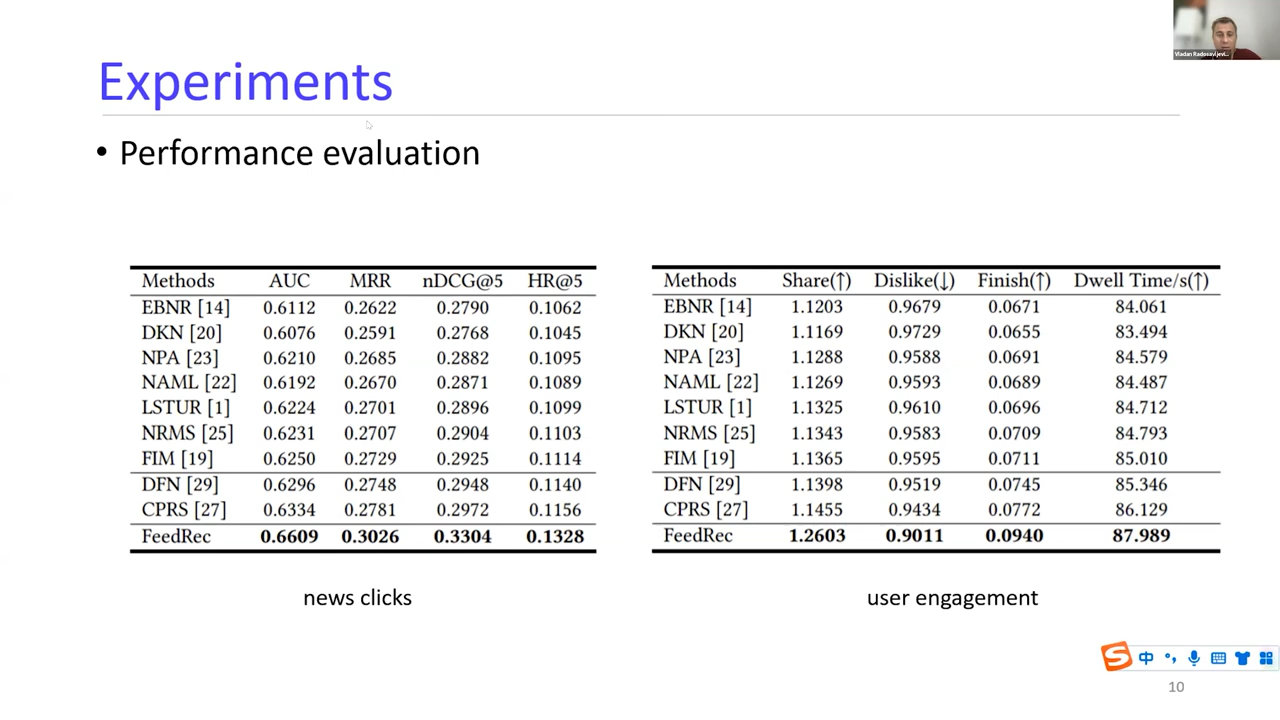 Vladan Radosavljevi...
Experiments
• Performance evaluation
Methods AUC MRR nDCG@5 HR@5
EBNR [14] 0.6112 0.2622 0.2790 0.1062
DKN [20] 0.6076 0.2591 0.2768 0.1045
NPA [23] 0.6210 0.2685 0.2882 0.1095
NAML [22] 0.6192 0.2670 0.2871 0.1089
LSTUR [1] 0.6224 0.2701 0.2896 0.1099
NRMS [25] 0.6231 0.2707 0.2904 0.1103
FIM [19] 0.6250 0.2729 0.2925 0.1114
DFN [29] 0.6296 0.2748 0.2948 0.1140
CPRS [27] 0.6334 0.2781 0.2972 0.1156
FeedRec 0.6609 0.3026 0.3304 0.1328
news clicks
Methods Share(↑) Dislike(↓) Finish(↑) Dwell Time/s(↑)
EBNR [14] 1.1203 0.9679 0.0671 84.061
DKN [20] 1.1169 0.9729 0.0655 83.494
NPA [23] 1.1288 0.9588 0.0691 84.579
NAML [22] 1.1269 0.9593 0.0689 84.487
LSTUR [1] 1.1325 0.9610 0.0696 84.712
NRMS [25] 1.1343 0.9583 0.0709 84.793
FIM [19] 1.1365 0.9595 0.0711 85.010
DFN [29] 1.1398 0.9519 0.0745 85.346
CPRS [27] 1.1455 0.9434 0.0772 86.129
FeedRec 1.2603 0.9011 0.0940 87.989
user engagement
S 中
10